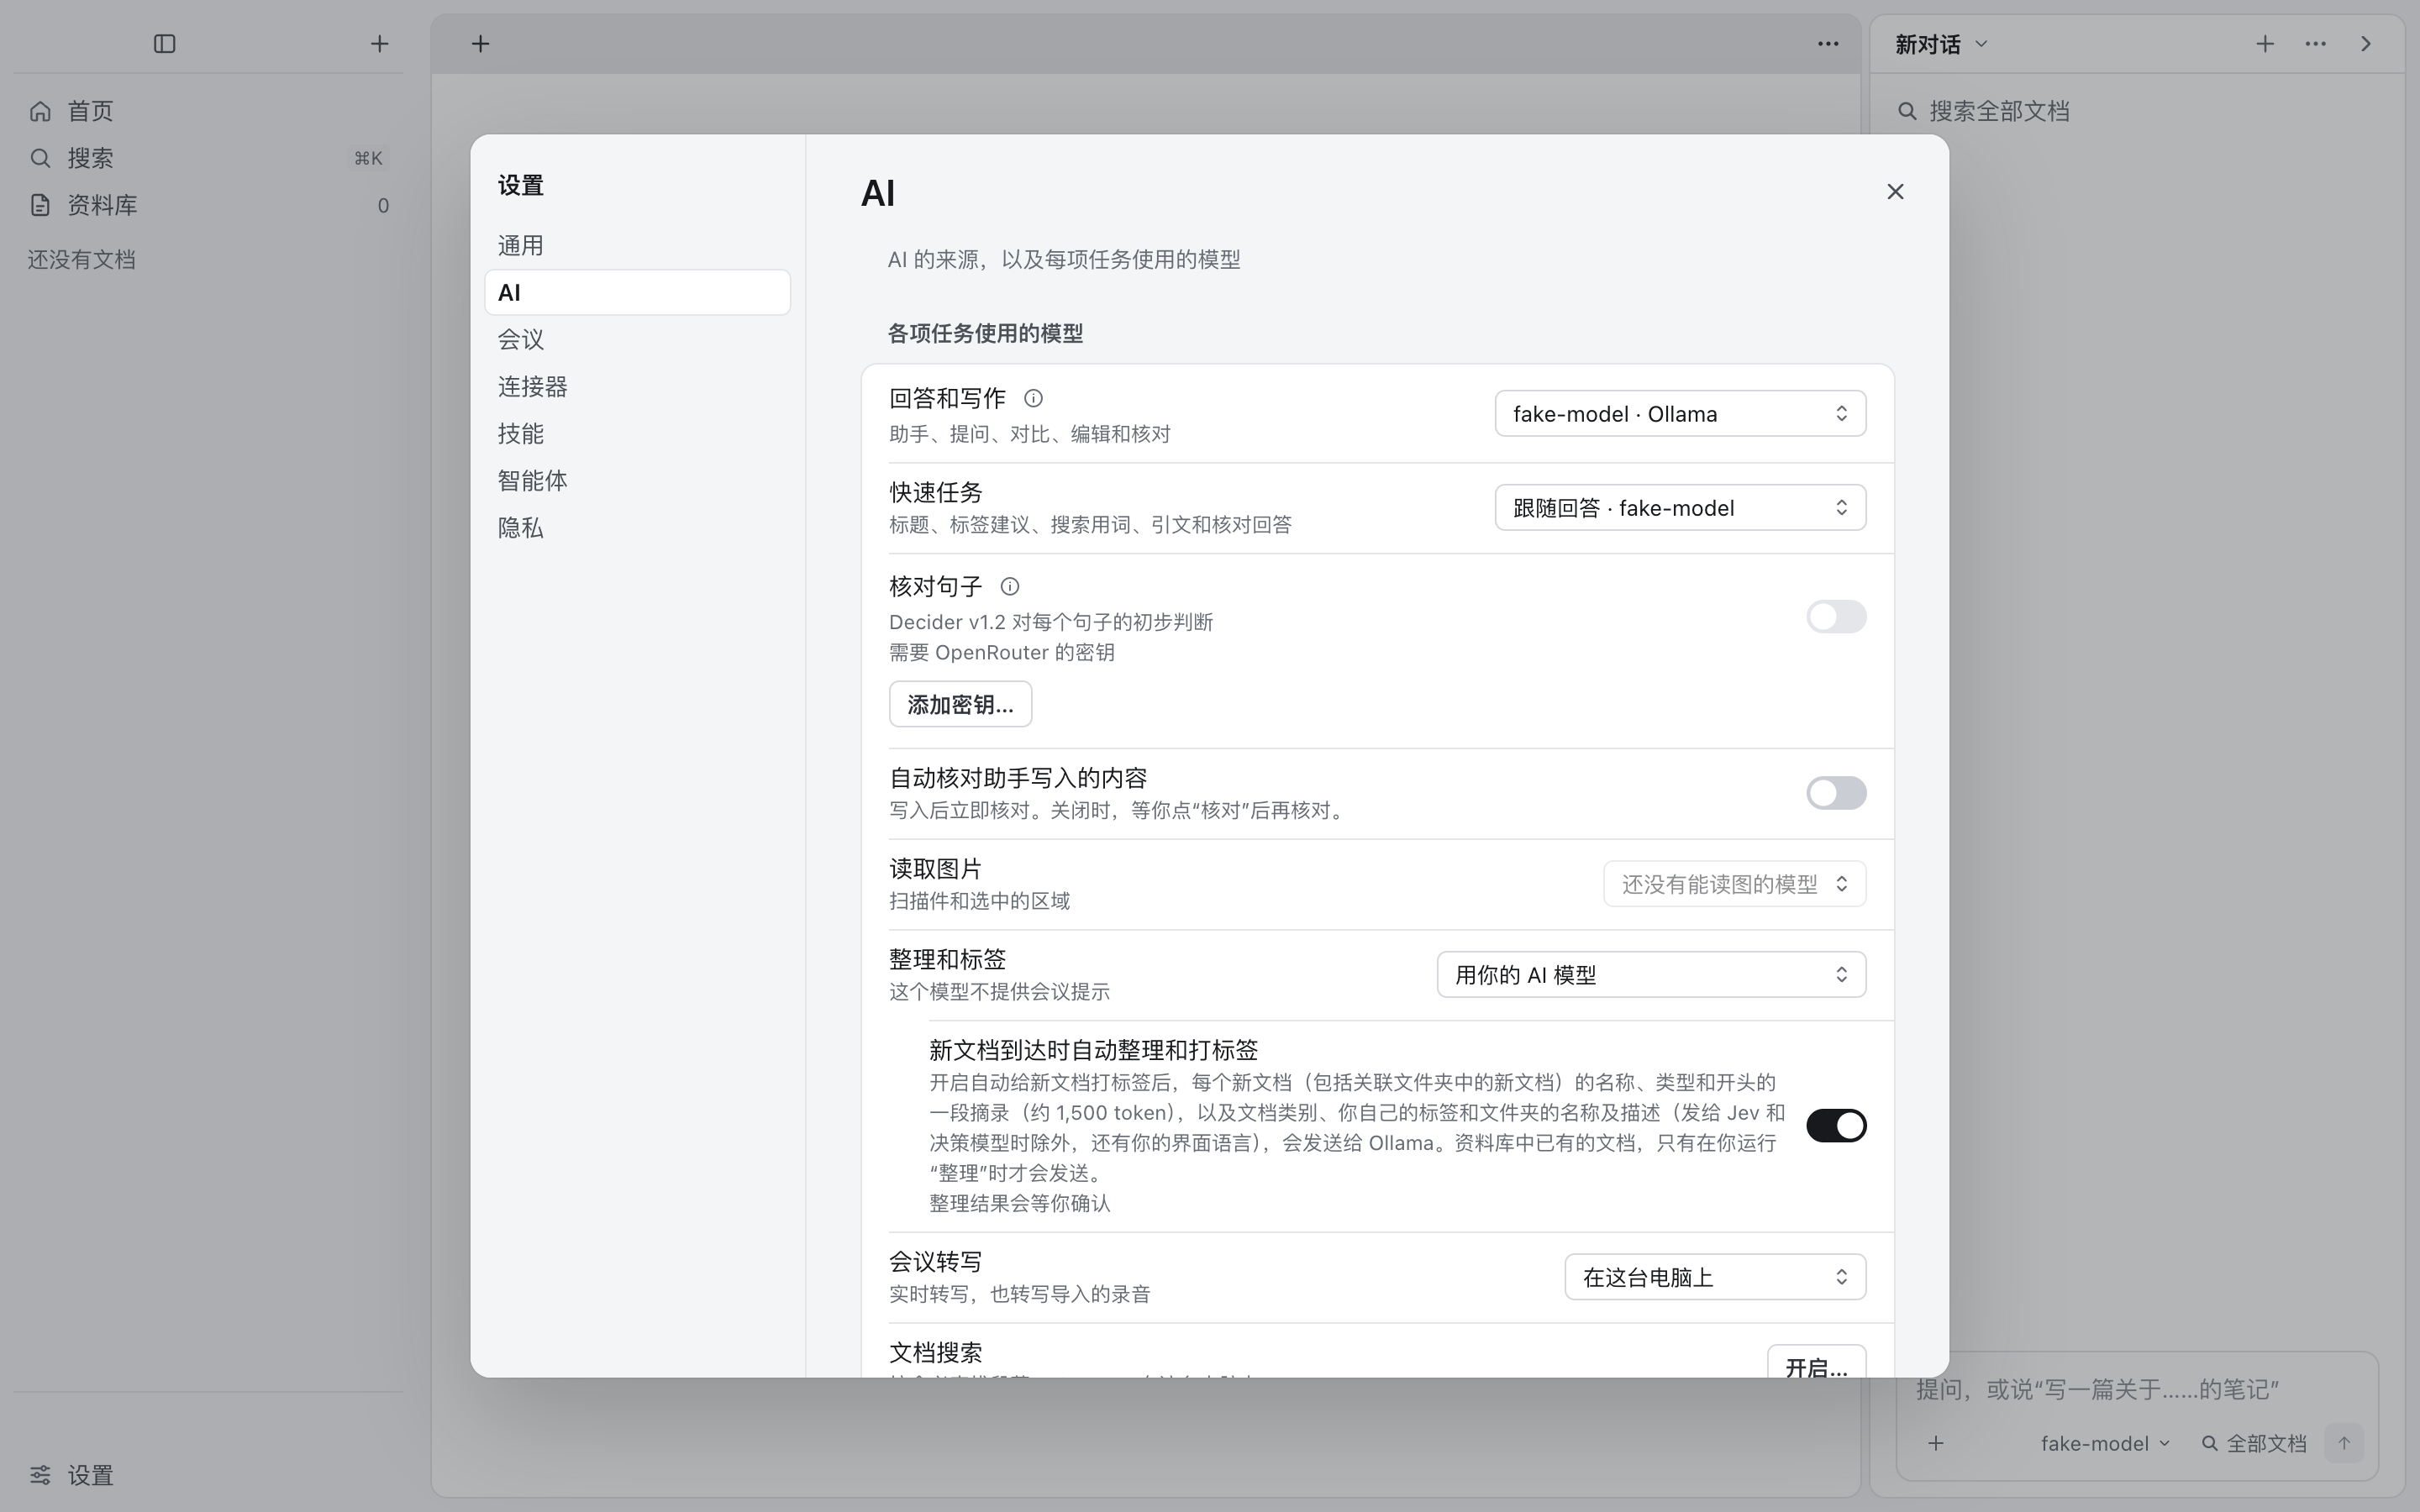 首页
搜索 ⌘K
资料库 0
还没有文档
设置
新对话
搜索全部文档
设置
通用
AI
会议
连接器
技能
智能体
隐私
AI
AI 的来源，以及每项任务使用的模型
各项任务使用的模型
回答和写作
助手、提问、对比、编辑和核对
fake-model · Ollama
快速任务
标题、标签建议、搜索用词、引文和核对回答
跟随回答 · fake-model
核对句子
Decider v1.2 对每个句子的初步判断
需要 OpenRouter 的密钥
添加密钥...
自动核对助手写入的内容
写入后立即核对。关闭时，等你点“核对”后再核对。
读取图片
扫描件和选中的区域
还没有能读图的模型
整理和标签
这个模型不提供会议提示
用你的 AI 模型
新文档到达时自动整理和打标签
开启自动给新文档打标签后，每个新文档（包括关联文件夹中的新文档）的名称、类型和开头的
一段摘录（约 1,500 token），以及文档类别、你自己的标签和文件夹的名称及描述（发给 Jev 和
决策模型时除外，还有你的界面语言），会发送给 Ollama。资料库中已有的文档，只有在你运行
“整理”时才会发送。
整理结果会等你确认
会议转写
实时转写，也转写导入的录音
在这台电脑上
文档搜索
开启...
提问，或说“写一篇关于……的笔记”
fake-model
全部文档